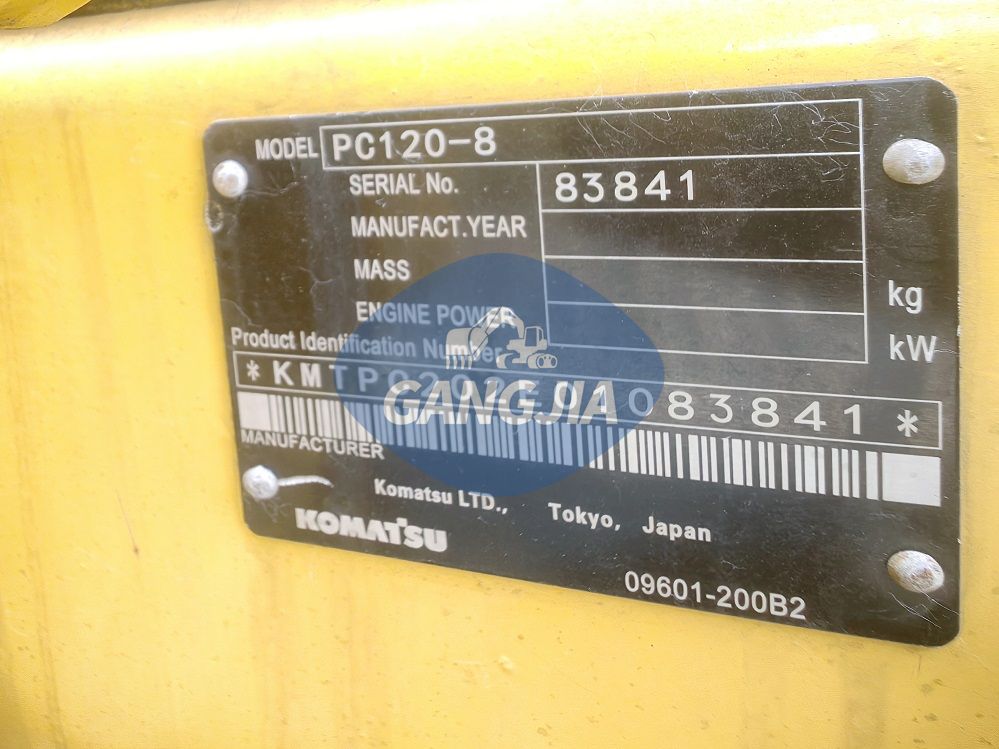 MODEL PC120-8
SERIAL No. 83841
MANUFACT.YEAR
MASS kg
ENGINE POWER kW
Product Identification Number
083841*
MANUFACTURER
Komatsu LTD., Tokyo, Japan
KOMATSU
09601-200B2
GANGJIA